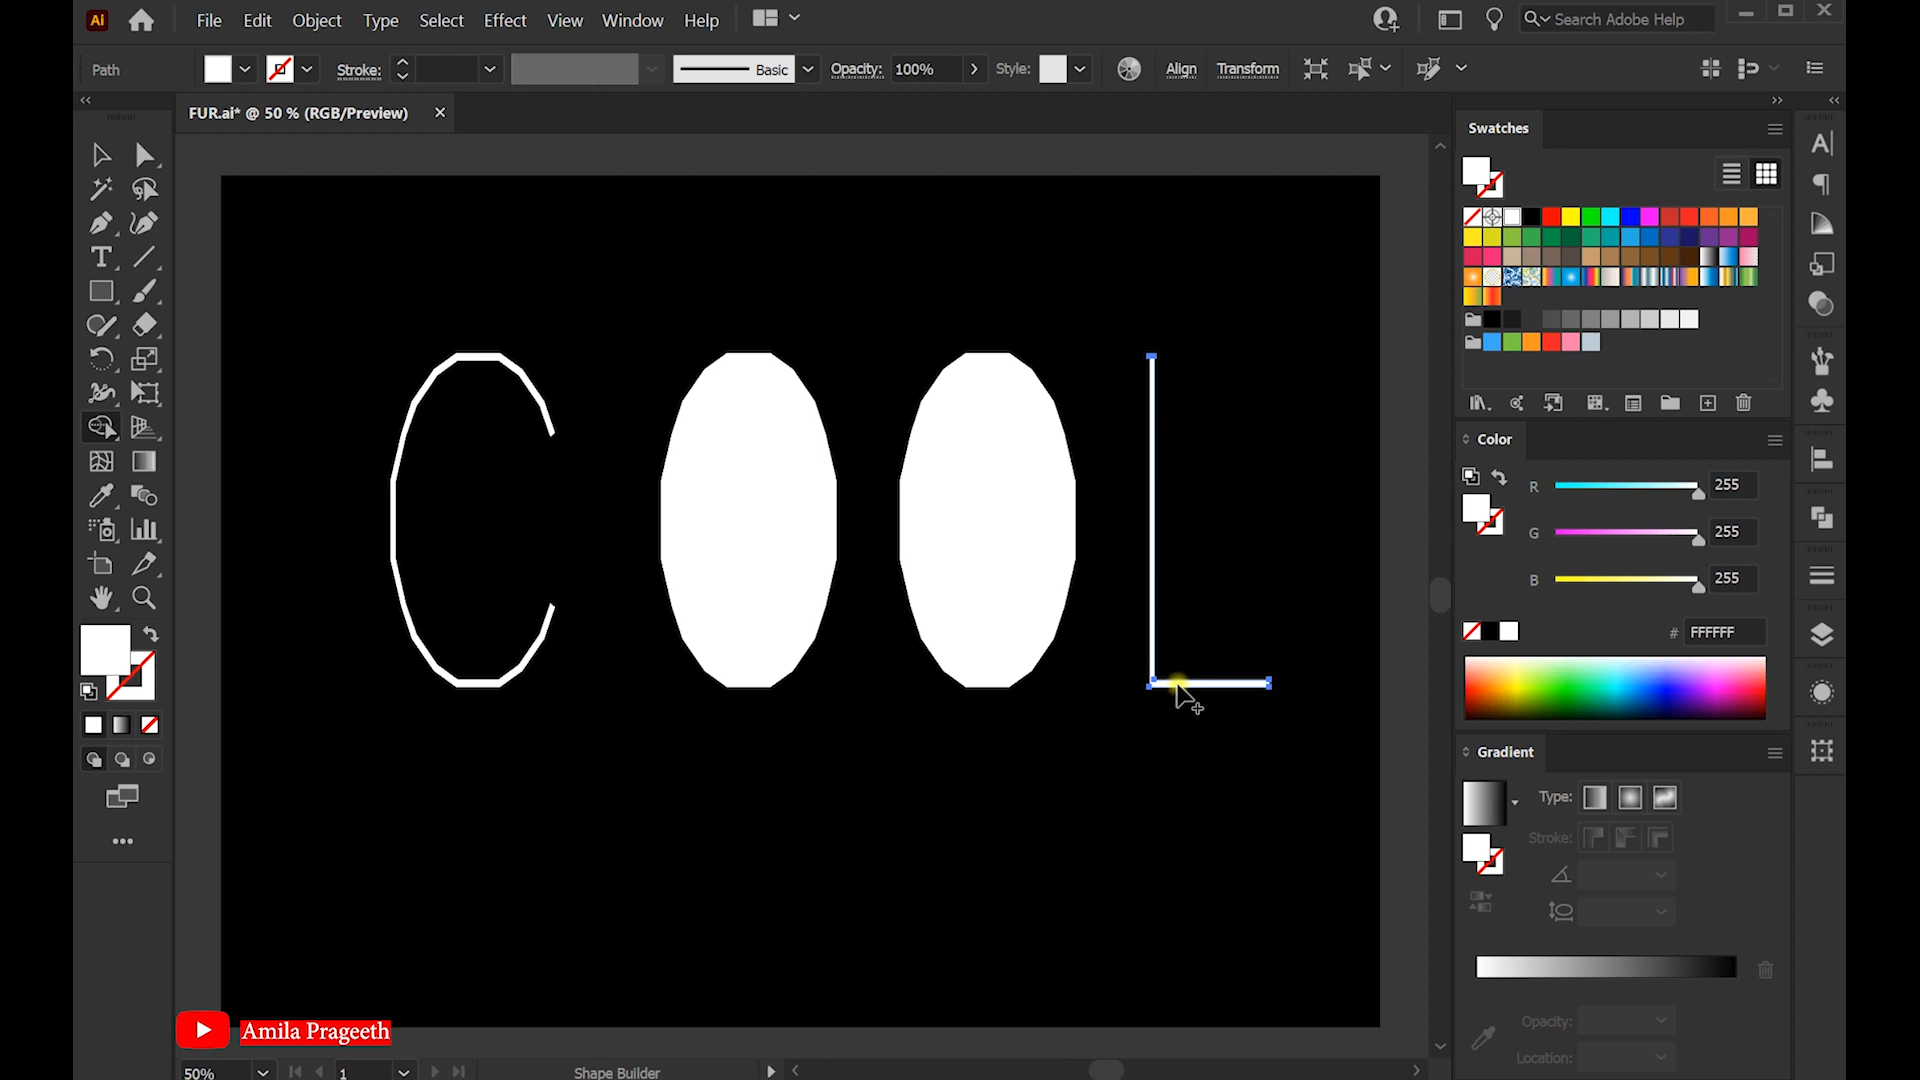 Ai File Edit Object Type Select Effect View Window Help Search Adobe Help
Path Stroke: Basic Opacity: 100% Style: Align Transform
FUR.ai* @ 50 % (RGB/Preview)
Swatches
COOL
Color
R 255
G 255
B 255
# FFFFFF
Gradient
Type:
Stroke:
Opacity:
Location:
Amila Prageeth
50% 1 Shape Builder